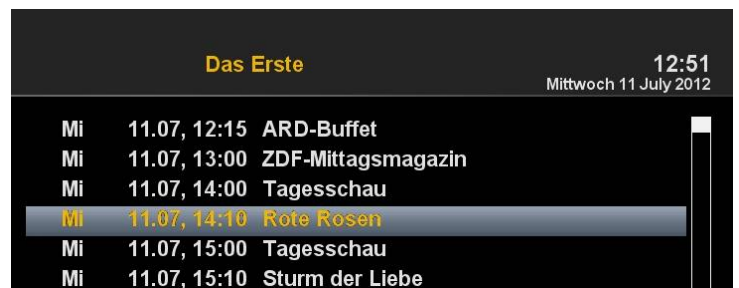 Das Erste
12:51
Mittwoch 11 July 2012
Mi 11.07, 12:15 ARD-Buffet
Mi 11.07, 13:00 ZDF-Mittagsmagazin
Mi 11.07, 14:00 Tagesschau
Mi 11.07, 14:10 Rote Rosen
Mi 11.07, 15:00 Tagesschau
Mi 11.07, 15:10 Sturm der Liebe